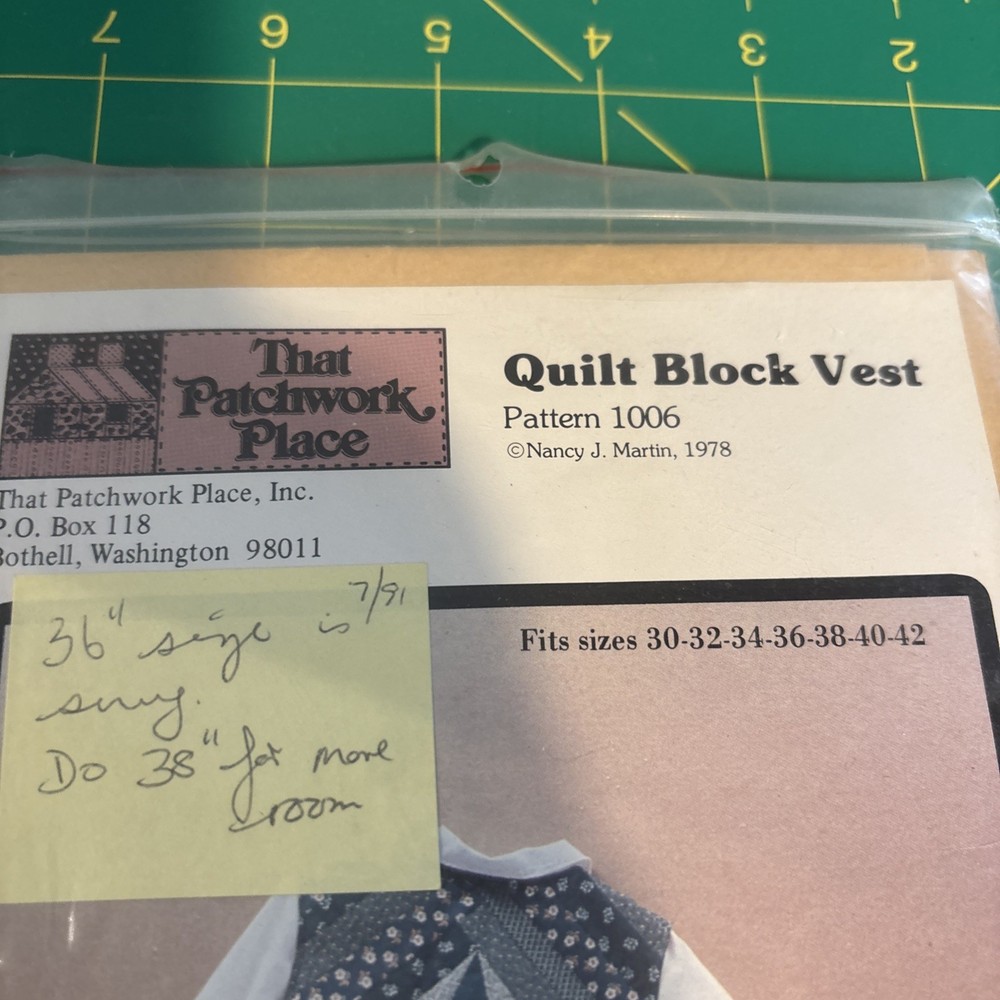 7 6 5 4 3 2
That
Patchwork
Place
Quilt Block Vest
Pattern 1006
©Nancy J. Martin, 1978
That Patchwork Place, Inc.
P.O. Box 118
Bothell, Washington 98011
7/91
36" size is
snug.
Do 38" for more
room
Fits sizes 30-32-34-36-38-40-42